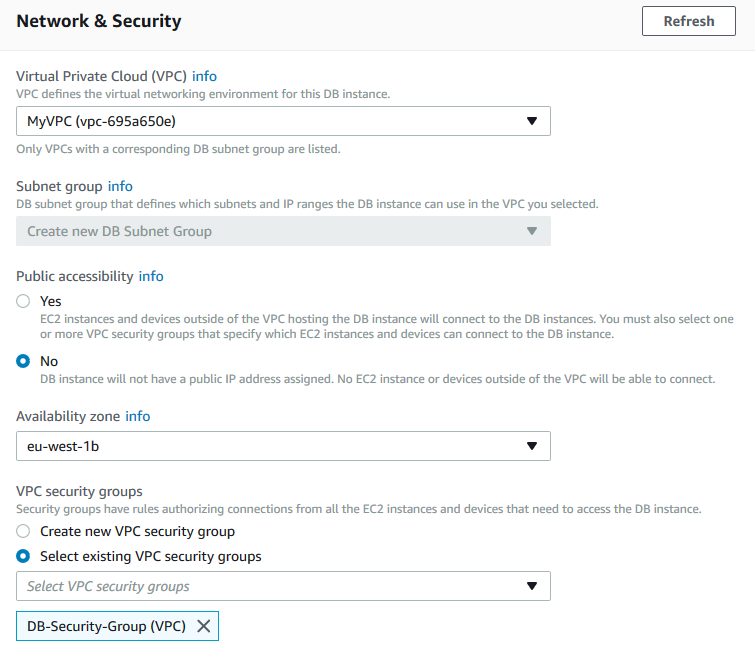 Network & Security
Refresh
Virtual Private Cloud (VPC) info
VPC defines the virtual networking environment for this DB instance.
MyVPC (vpc-695a650e)
Only VPCs with a corresponding DB subnet group are listed.
Subnet group info
DB subnet group that defines which subnets and IP ranges the DB instance can use in the VPC you selected.
Create new DB Subnet Group
Public accessibility info
Yes
EC2 instances and devices outside of the VPC hosting the DB instance will connect to the DB instances. You must also select one
or more VPC security groups that specify which EC2 instances and devices can connect to the DB instance.
No
DB instance will not have a public IP address assigned. No EC2 instance or devices outside of the VPC will be able to connect.
Availability zone info
eu-west-1b
VPC security groups
Security groups have rules authorizing connections from all the EC2 instances and devices that need to access the DB instance.
Create new VPC security group
Select existing VPC security groups
Select VPC security groups
DB-Security-Group (VPC)